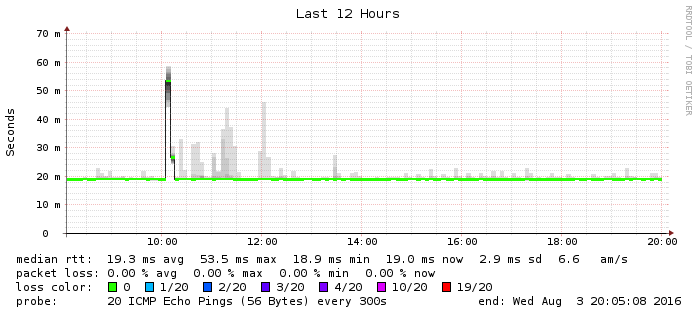 Last 12 Hours
RRDTOOL / TOBI OETIKER
70 m
60 m
50 m
40 m
30 m
20 m
10 m
0
Seconds
10:00 12:00 14:00 16:00 18:00 20:00
median rtt: 19.3 ms avg 53.5 ms max 18.9 ms min 19.0 ms now 2.9 ms sd 6.6 am/s
packet loss: 0.00 % avg 0.00 % max 0.00 % min 0.00 % now
loss color: 0 1/20 2/20 3/20 4/20 10/20 19/20
probe: 20 ICMP Echo Pings (56 Bytes) every 300s end: Wed Aug 3 20:05:08 2016